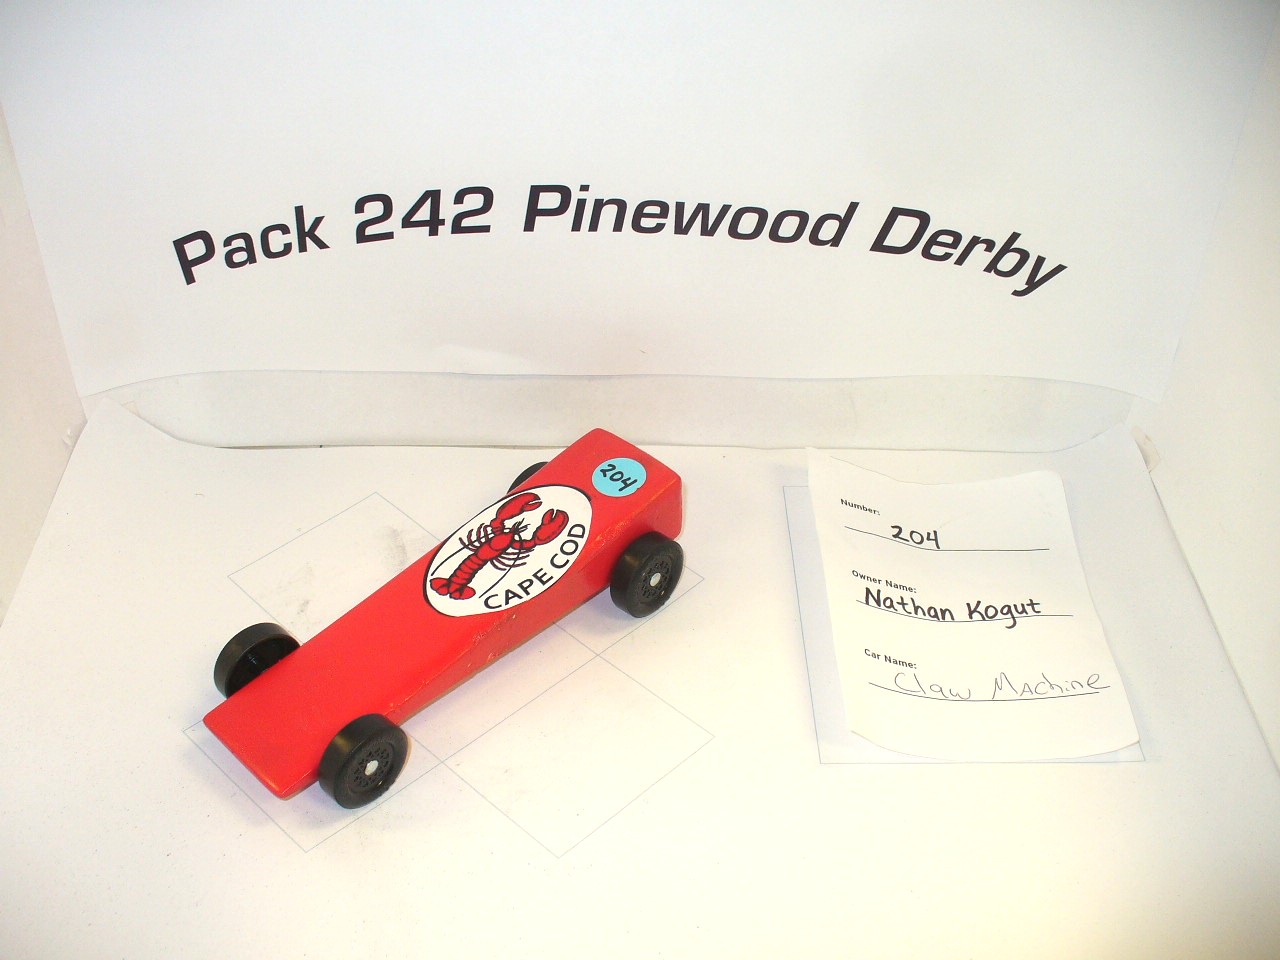 Pack 242 Pinewood Derby
204
CAPE COD
Number:
204
Owner Name:
Nathan Kogut
Car Name:
Claw Machine